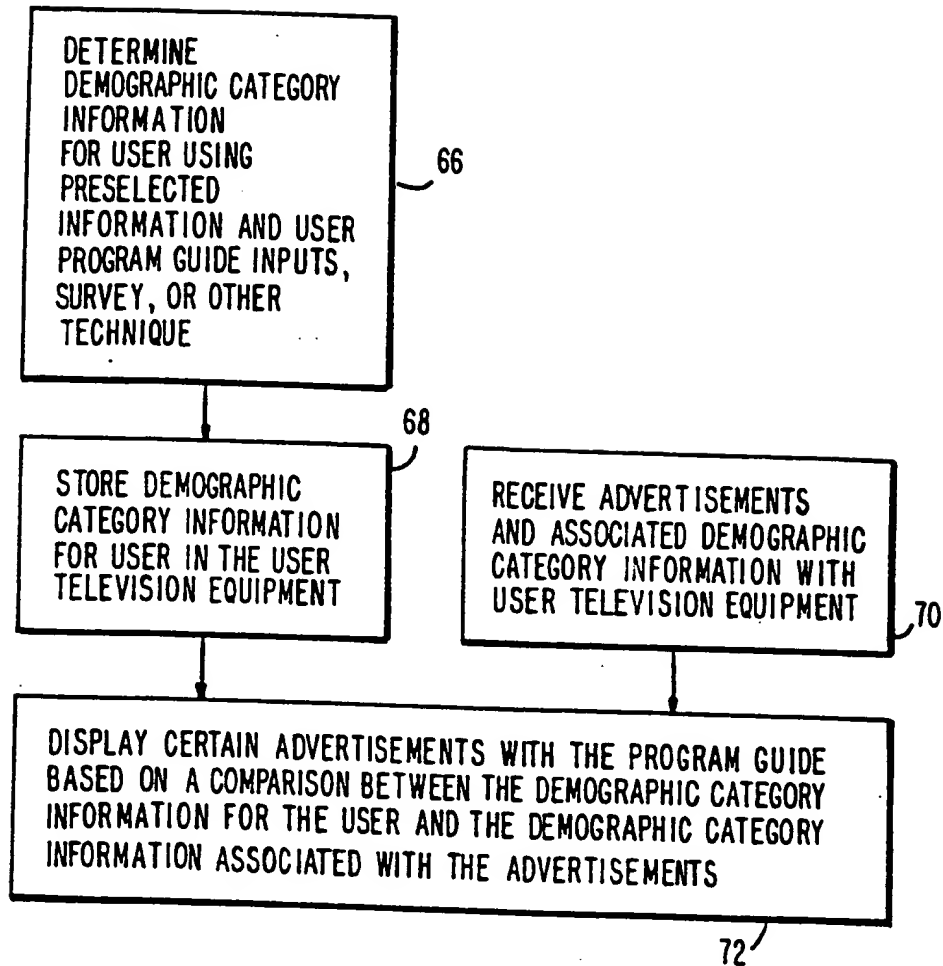 DETERMINE
DEMOGRAPHIC CATEGORY
INFORMATION
FOR USER USING
PRESELECTED
INFORMATION AND USER
PROGRAM GUIDE INPUTS,
SURVEY, OR OTHER
TECHNIQUE
66
STORE DEMOGRAPHIC
CATEGORY INFORMATION
FOR USER IN THE USER
TELEVISION EQUIPMENT
68
RECEIVE ADVERTISEMENTS
AND ASSOCIATED DEMOGRAPHIC
CATEGORY INFORMATION WITH
USER TELEVISION EQUIPMENT
70
DISPLAY CERTAIN ADVERTISEMENTS WITH THE PROGRAM GUIDE
BASED ON A COMPARISON BETWEEN THE DEMOGRAPHIC CATEGORY
INFORMATION FOR THE USER AND THE DEMOGRAPHIC CATEGORY
INFORMATION ASSOCIATED WITH THE ADVERTISEMENTS
72